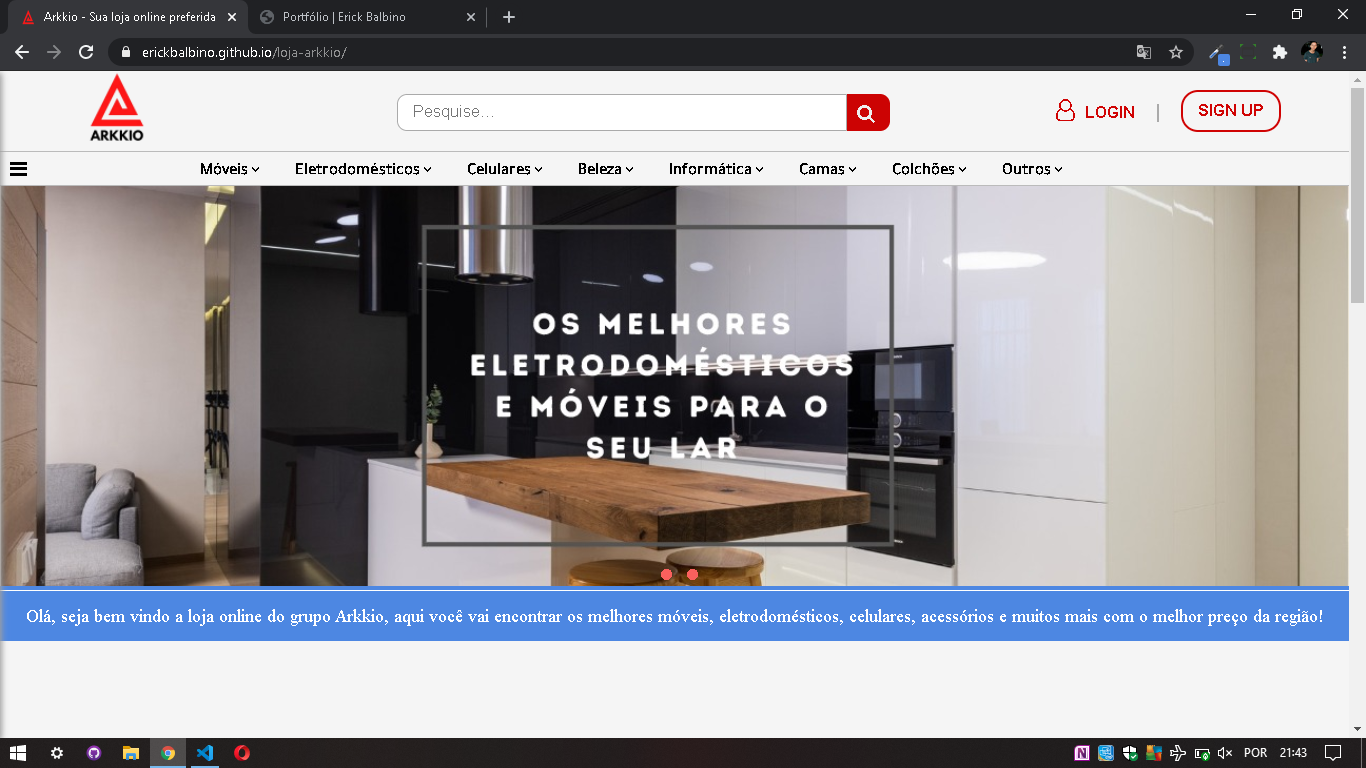 Arkkio - Sua loja online preferida
Portfólio | Erick Balbino
erickbalbino.github.io/loja-arkkio/
ARKKIO
Pesquise...
LOGIN
|
SIGN UP
Móveis
Eletrodomésticos
Celulares
Beleza
Informática
Camas
Colchões
Outros
OS MELHORES
ELETRODOMÉSTICOS
E MÓVEIS PARA O
SEU LAR
Olá, seja bem vindo a loja online do grupo Arkkio, aqui você vai encontrar os melhores móveis, eletrodomésticos, celulares, acessórios e muitos mais com o melhor preço da região!
POR
21:43